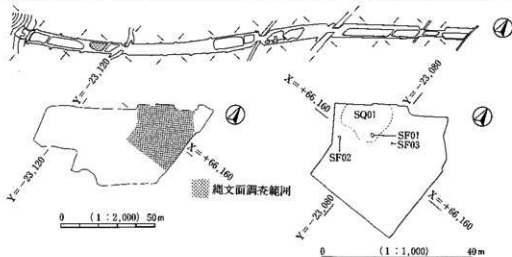 Y=-23,120
Y=-23,120
X=+66,160
縄文面調査範囲
0 (1:2,000) 50m
X=+66,160
Y=-23,080
SQ01
SF01
SF03
SF02
Y=-23,080
X=+66,160
0 (1:1,000) 40m